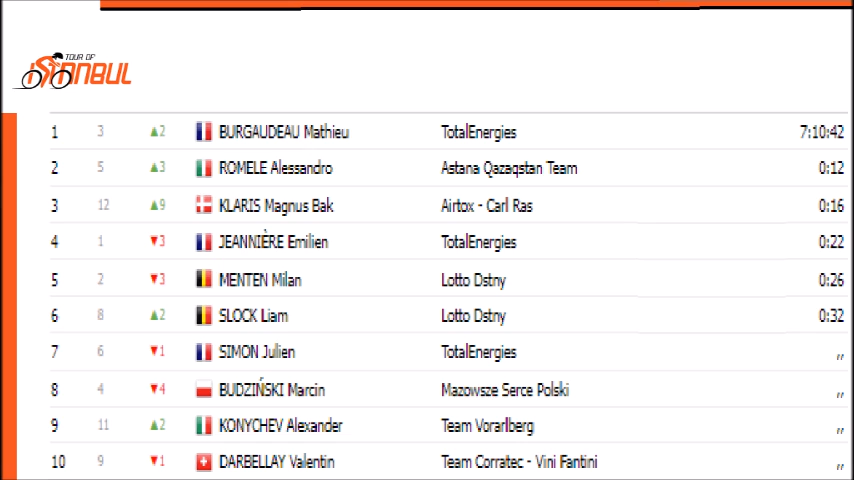 TOUR OF
iSTANBUL
1 3 ▲2 BURGAUDEAU Mathieu TotalEnergies 7:10:42
2 5 ▲3 ROMELE Alessandro Astana Qazaqstan Team 0:12
3 12 ▲9 KLARIS Magnus Bak Airtox - Carl Ras 0:16
4 1 ▼3 JEANNIÈRE Emilien TotalEnergies 0:22
5 2 ▼3 MENTEN Milan Lotto Dstny 0:26
6 8 ▲2 SLOCK Liam Lotto Dstny 0:32
7 6 ▼1 SIMON Julien TotalEnergies ,,
8 4 ▼4 BUDZIŃSKI Marcin Mazowsze Serce Polski ,,
9 11 ▲2 KONYCHEV Alexander Team Vorarlberg ,,
10 9 ▼1 DARBELLAY Valentin Team Corratec - Vini Fantini ,,